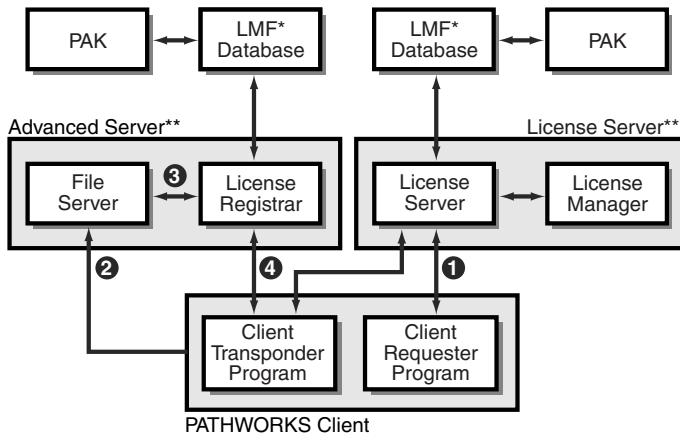 PAK
LMF*
Database
LMF*
Database
PAK
Advanced Server**
License Server**
File
Server
3
License
Registrar
License
Server
License
Manager
2
4
1
Client
Transponder
Program
Client
Requester
Program
PATHWORKS Client